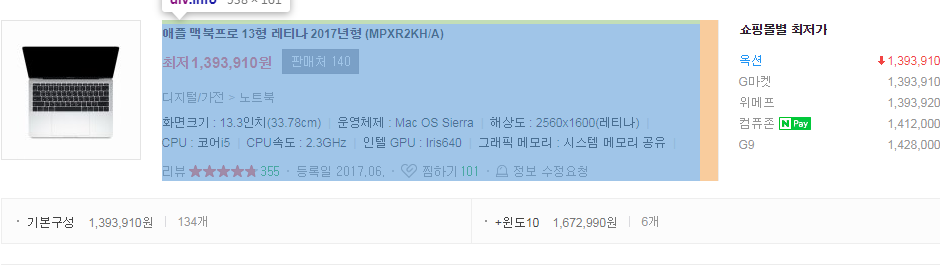 div.info 538 × 161
애플 맥북프로 13형 레티나 2017년형 (MPXR2KH/A)
최저1,393,910원 판매처 140
디지털/가전 > 노트북
화면크기 : 13.3인치(33.78cm) | 운영체제 : Mac OS Sierra | 해상도 : 2560x1600(레티나) |
CPU : 코어i5 | CPU속도 : 2.3GHz | 인텔 GPU : Iris640 | 그래픽 메모리 : 시스템 메모리 공유 |
리뷰 ★★★★★ 355 · 등록일 2017.06. · 찜하기 101 · 정보 수정요청
쇼핑몰별 최저가
옥션 1,393,910
G마켓 1,393,910
위메프 1,393,920
컴퓨존 N Pay 1,412,000
G9 1,428,000
· 기본구성 1,393,910원 | 134개
· +윈도10 1,672,990원 | 6개